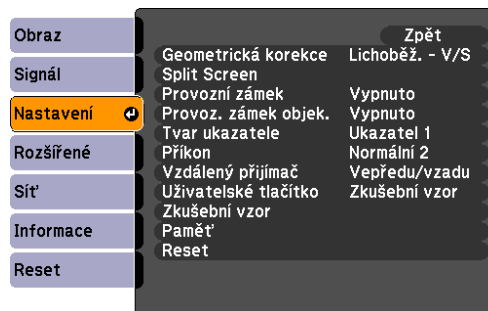 Obraz
Signál
Nastavení
Rozšířené
Síť
Informace
Reset
Zpět
Geometrická korekce Lichoběž. - V/S
Split Screen
Provozní zámek Vypnuto
Provoz. zámek objek. Vypnuto
Tvar ukazatele Ukazatel 1
Příkon Normální 2
Vzdálený přijímač Vepředu/vzadu
Uživatelské tlačítko Zkušební vzor
Zkušební vzor
Paměť
Reset